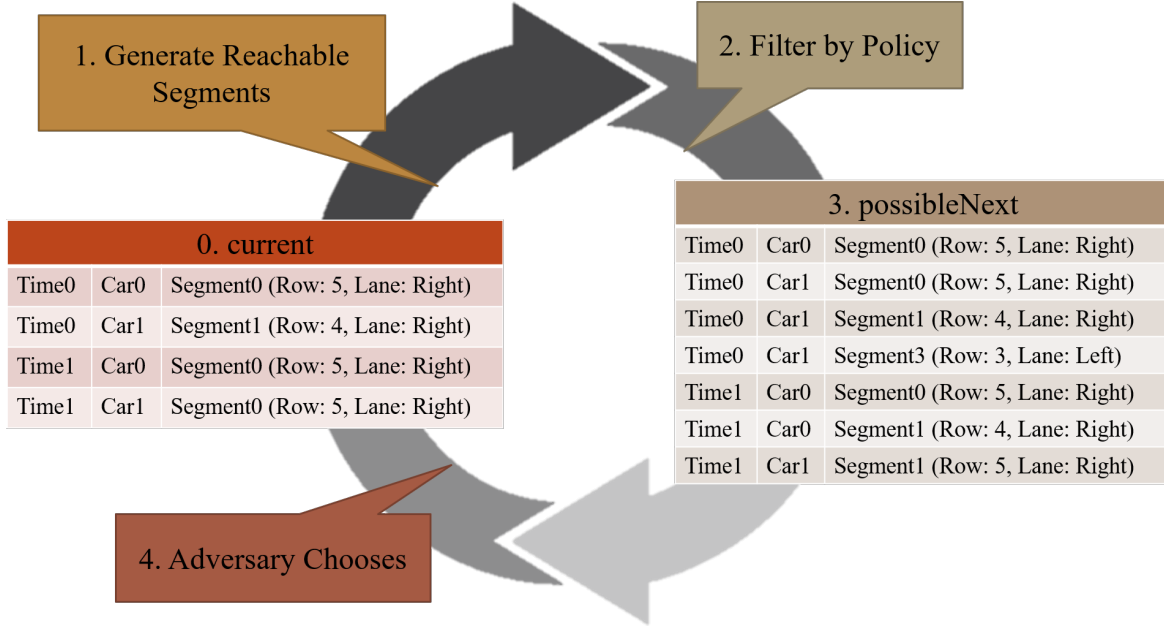 1. Generate Reachable
Segments
2. Filter by Policy
0. current
Time0 Car0 Segment0 (Row: 5, Lane: Right)
Time0 Car1 Segment1 (Row: 4, Lane: Right)
Time1 Car0 Segment0 (Row: 5, Lane: Right)
Time1 Car1 Segment0 (Row: 5, Lane: Right)
3. possibleNext
Time0 Car0 Segment0 (Row: 5, Lane: Right)
Time0 Car1 Segment0 (Row: 5, Lane: Right)
Time0 Car1 Segment1 (Row: 4, Lane: Right)
Time0 Car1 Segment3 (Row: 3, Lane: Left)
Time1 Car0 Segment0 (Row: 5, Lane: Right)
Time1 Car0 Segment1 (Row: 4, Lane: Right)
Time1 Car1 Segment1 (Row: 5, Lane: Right)
4. Adversary Chooses